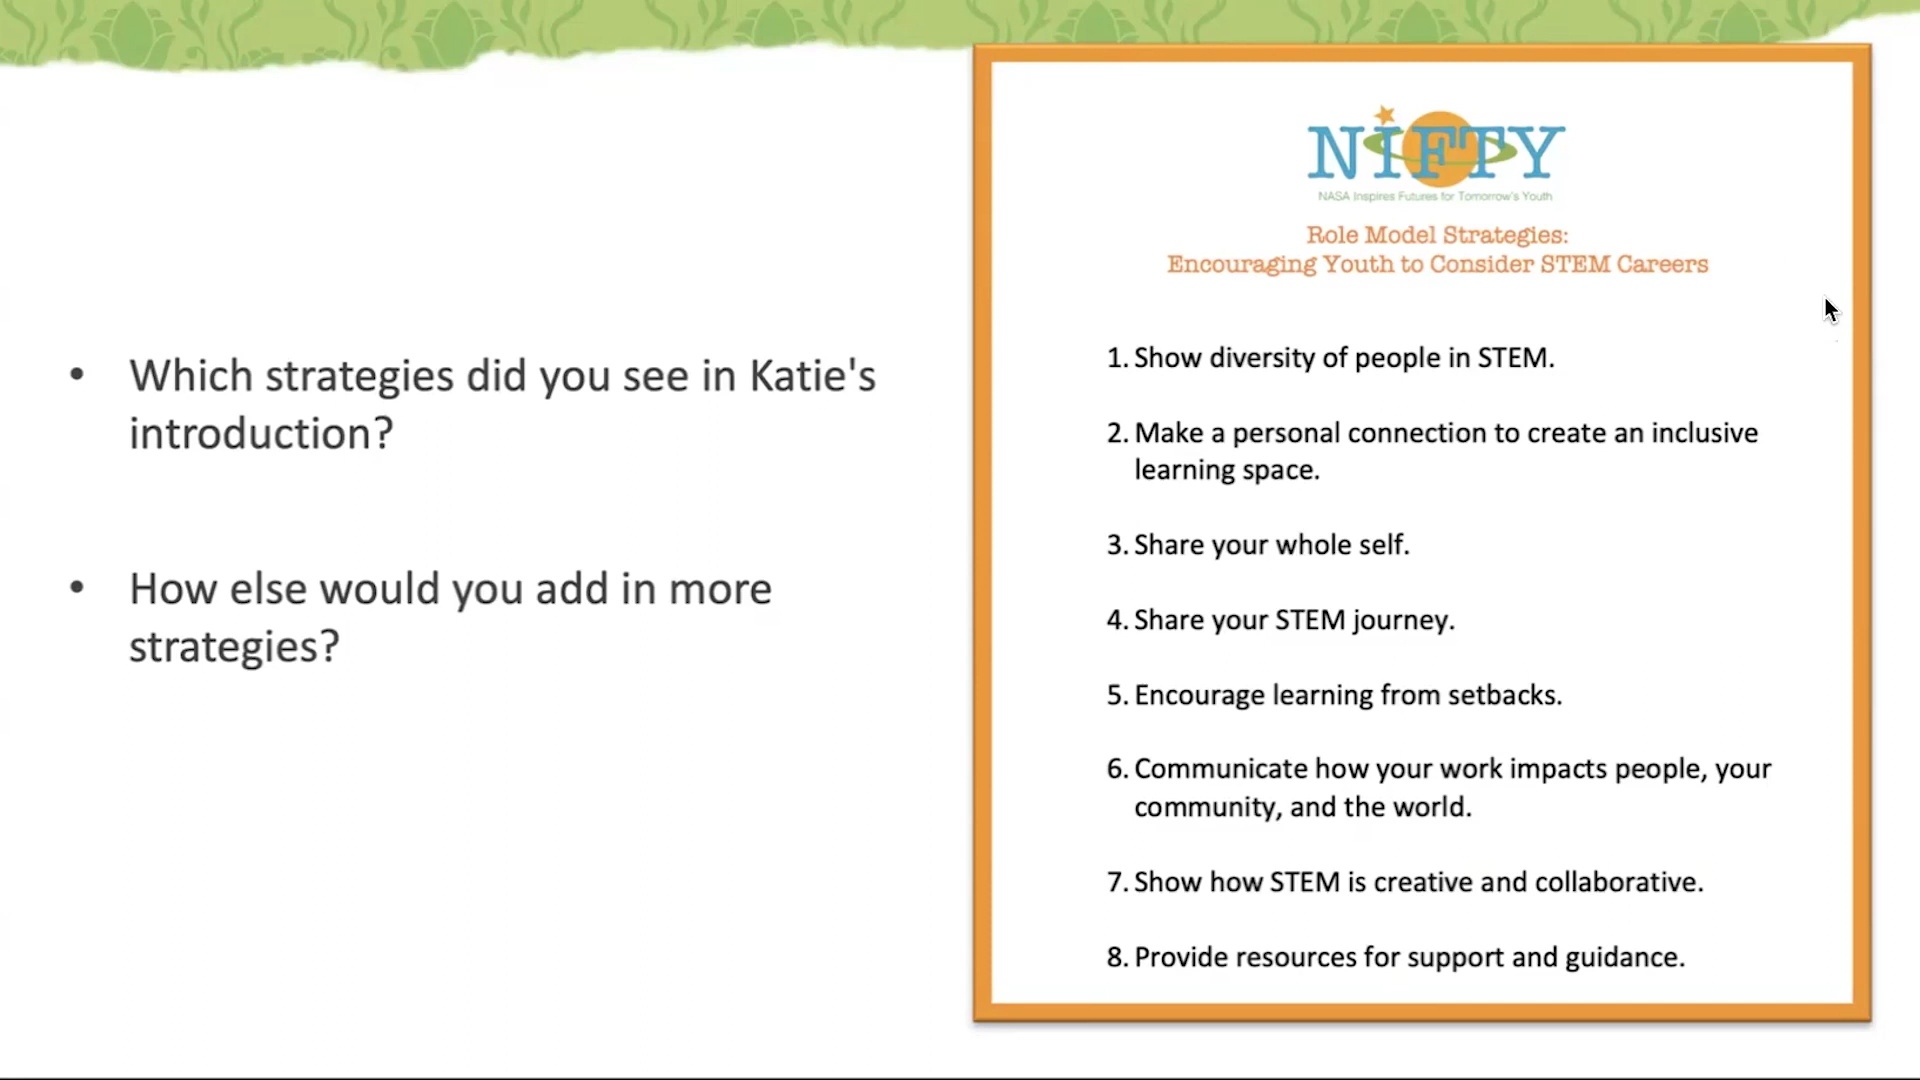 • Which strategies did you see in Katie's
introduction?
• How else would you add in more
strategies?
NIFTY
NASA Inspires Futures for Tomorrow's Youth
Role Model Strategies:
Encouraging Youth to Consider STEM Careers
1. Show diversity of people in STEM.
2. Make a personal connection to create an inclusive
learning space.
3. Share your whole self.
4. Share your STEM journey.
5. Encourage learning from setbacks.
6. Communicate how your work impacts people, your
community, and the world.
7. Show how STEM is creative and collaborative.
8. Provide resources for support and guidance.